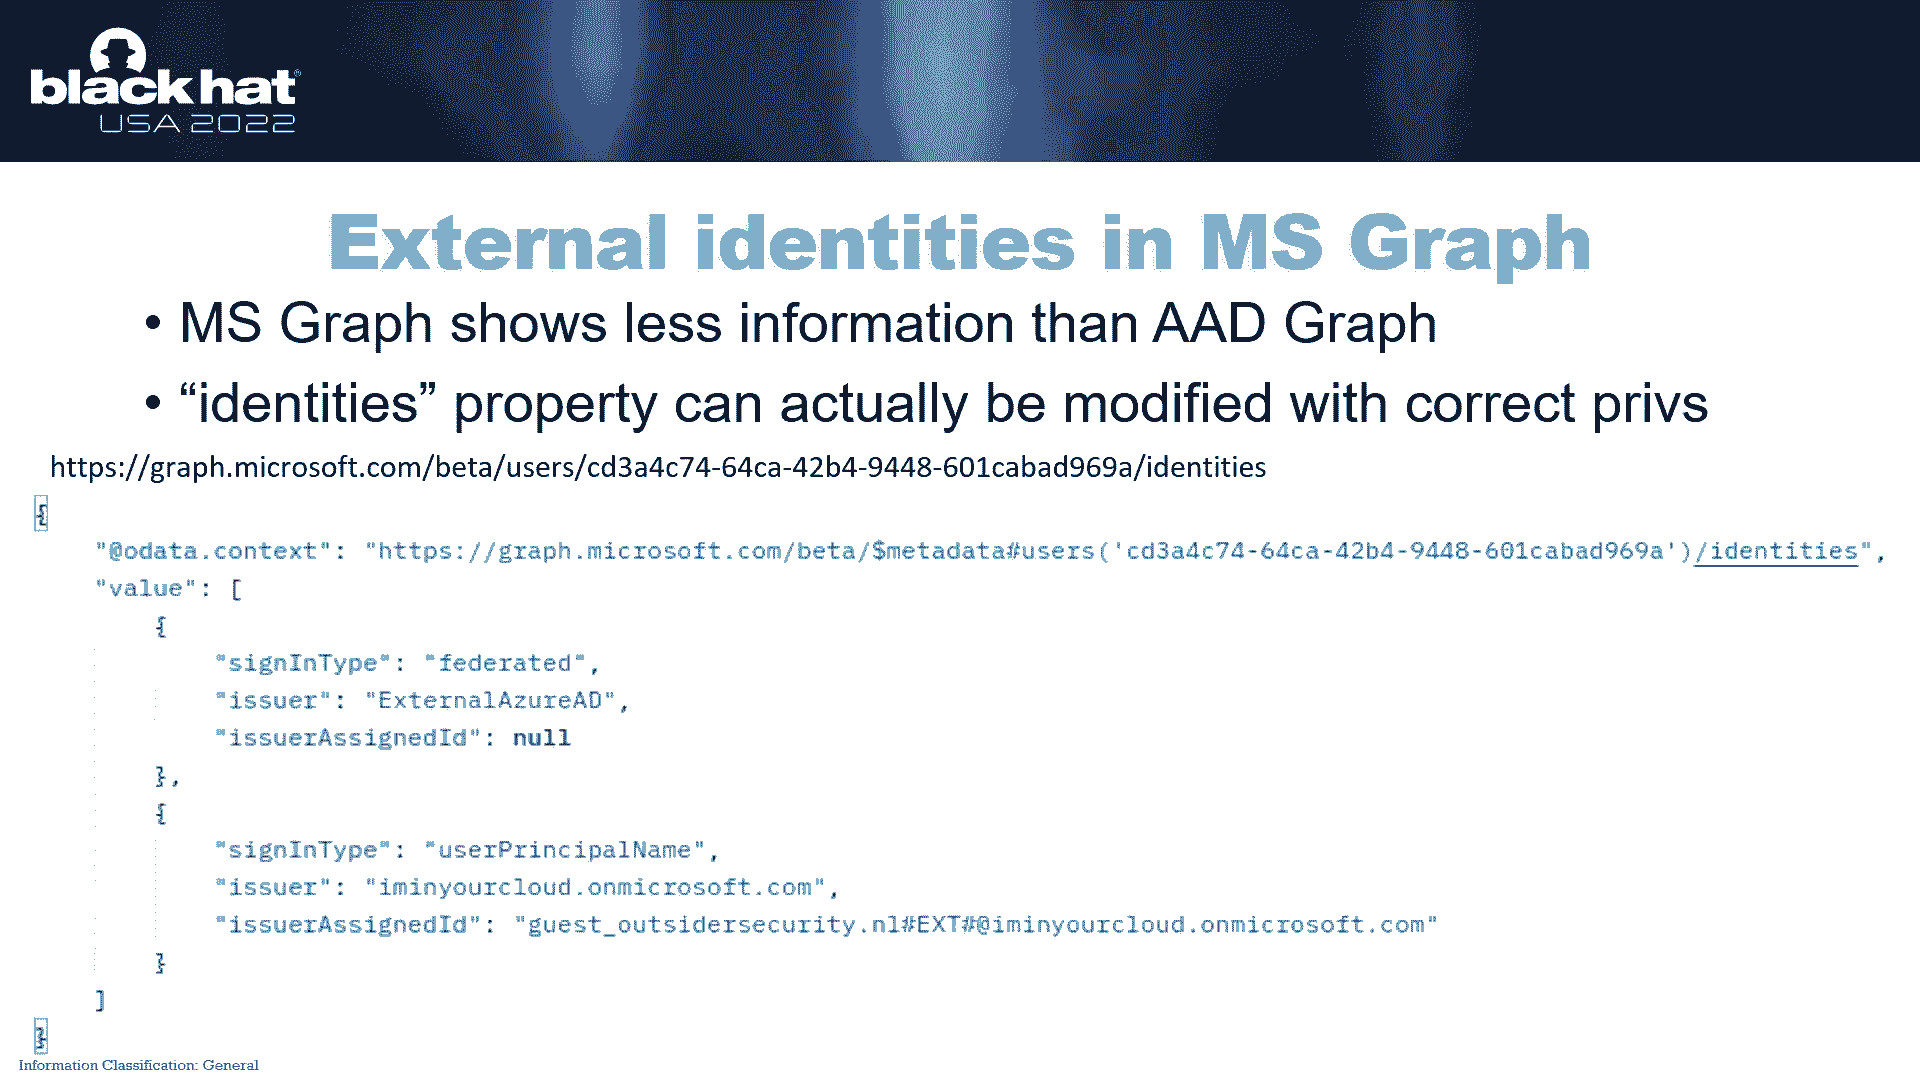 black hat®
USA 2022
External identities in MS Graph
• MS Graph shows less information than AAD Graph
• “identities” property can actually be modified with correct privs
https://graph.microsoft.com/beta/users/cd3a4c74-64ca-42b4-9448-601cabad969a/identities
{
"@odata.context": "https://graph.microsoft.com/beta/$metadata#users('cd3a4c74-64ca-42b4-9448-601cabad969a')/identities",
"value": [
{
"signInType": "federated",
"issuer": "ExternalAzureAD",
"issuerAssignedId": null
},
{
"signInType": "userPrincipalName",
"issuer": "iminyourcloud.onmicrosoft.com",
"issuerAssignedId": "guest_outsidersecurity.nl#EXT#@iminyourcloud.onmicrosoft.com"
}
]
}
Information Classification: General